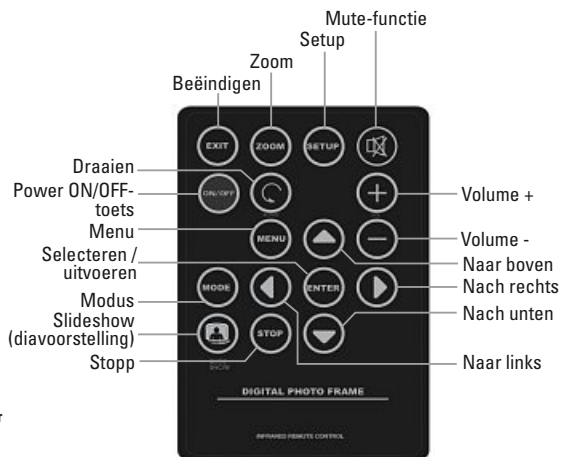 Mute-functie
Setup
Zoom
Beëindigen
EXIT
ZOOM
SETUP
Draaien
Power ON/OFF-
toets
ON/OFF
Volume +
Menu
MENU
Volume -
Selecteren /
uitvoeren
Naar boven
MODE
ENTER
Nach rechts
Modus
Slideshow
(diavoorstelling)
Nach unten
Stopp
STOP
SHOW
Naar links
DIGITAL PHOTO FRAME
INFRARED REMOTE CONTROL